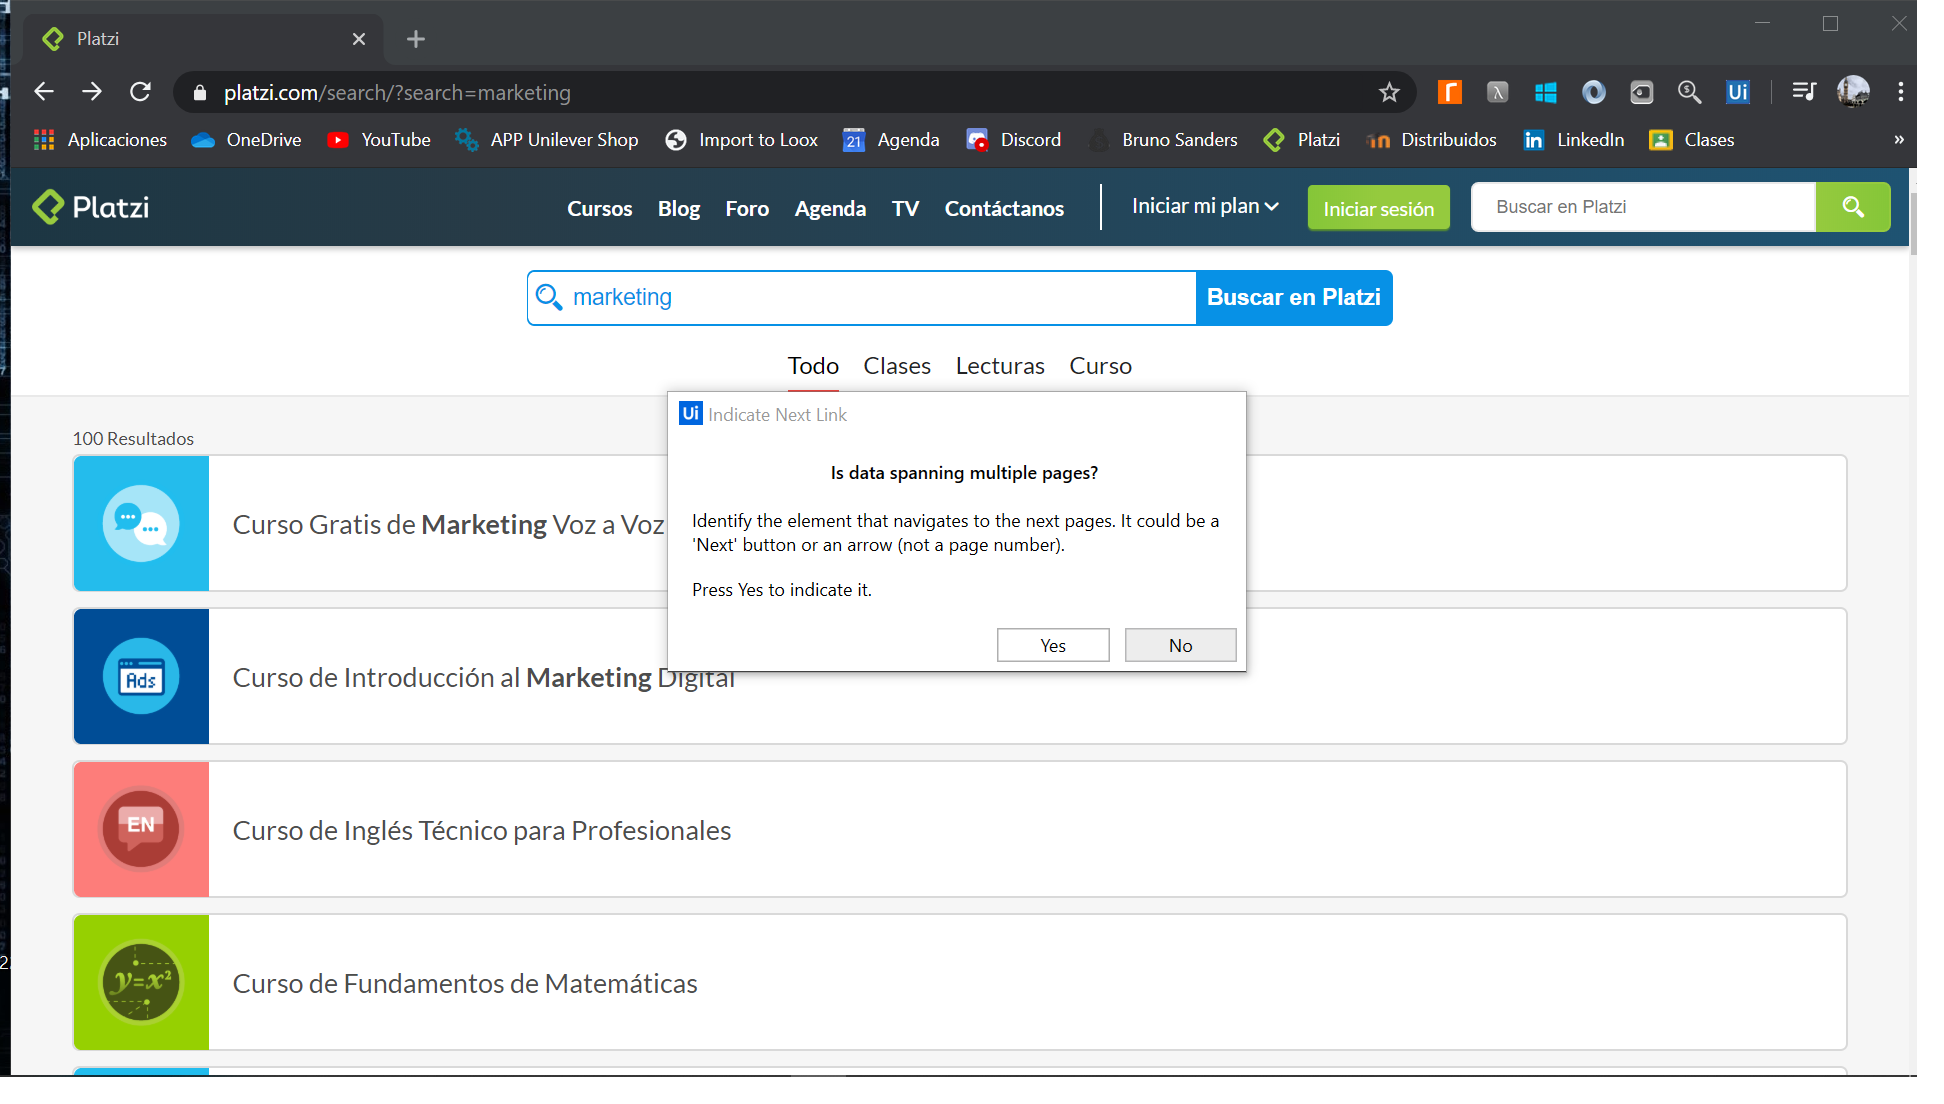 Platzi
platzi.com/search/?search=marketing
Ui
Aplicaciones OneDrive YouTube APP Unilever Shop Import to Loox 21 Agenda Discord Bruno Sanders Platzi Distribuidos in LinkedIn Clases »
Platzi Cursos Blog Foro Agenda TV Contáctanos Iniciar mi plan Iniciar sesión Buscar en Platzi
marketing Buscar en Platzi
Todo Clases Lecturas Curso
Ui Indicate Next Link
Is data spanning multiple pages?
Identify the element that navigates to the next pages. It could be a
'Next' button or an arrow (not a page number).
Press Yes to indicate it.
Yes No
100 Resultados
Curso Gratis de Marketing Voz a Voz
Ads Curso de Introducción al Marketing Digital
EN Curso de Inglés Técnico para Profesionales
y=x² Curso de Fundamentos de Matemáticas